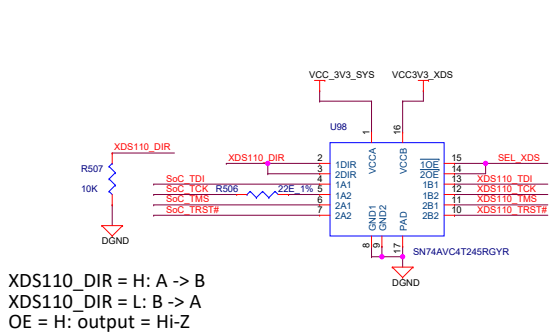 VCC_3V3_SYS VCC3V3_XDS
U98
1 16
XDS110_DIR
R507
10K
DGND
XDS110_DIR 2 1DIR VCCA VCCB 1OE 15 SEL_XDS
3 2DIR 2OE 14
SoC_TDI 4 1A1 1B1 13 XDS110_TDI
SoC_TCK R506 22E_1% 5 1A2 1B2 12 XDS110_TCK
SoC_TMS 6 2A1 2B1 11 XDS110_TMS
SoC_TRST# 7 2A2 2B2 10 XDS110_TRST#
GND1 GND2 PAD
8 9 17 SN74AVC4T245RGYR
DGND
XDS110_DIR = H: A -> B
XDS110_DIR = L: B -> A
OE = H: output = Hi-Z